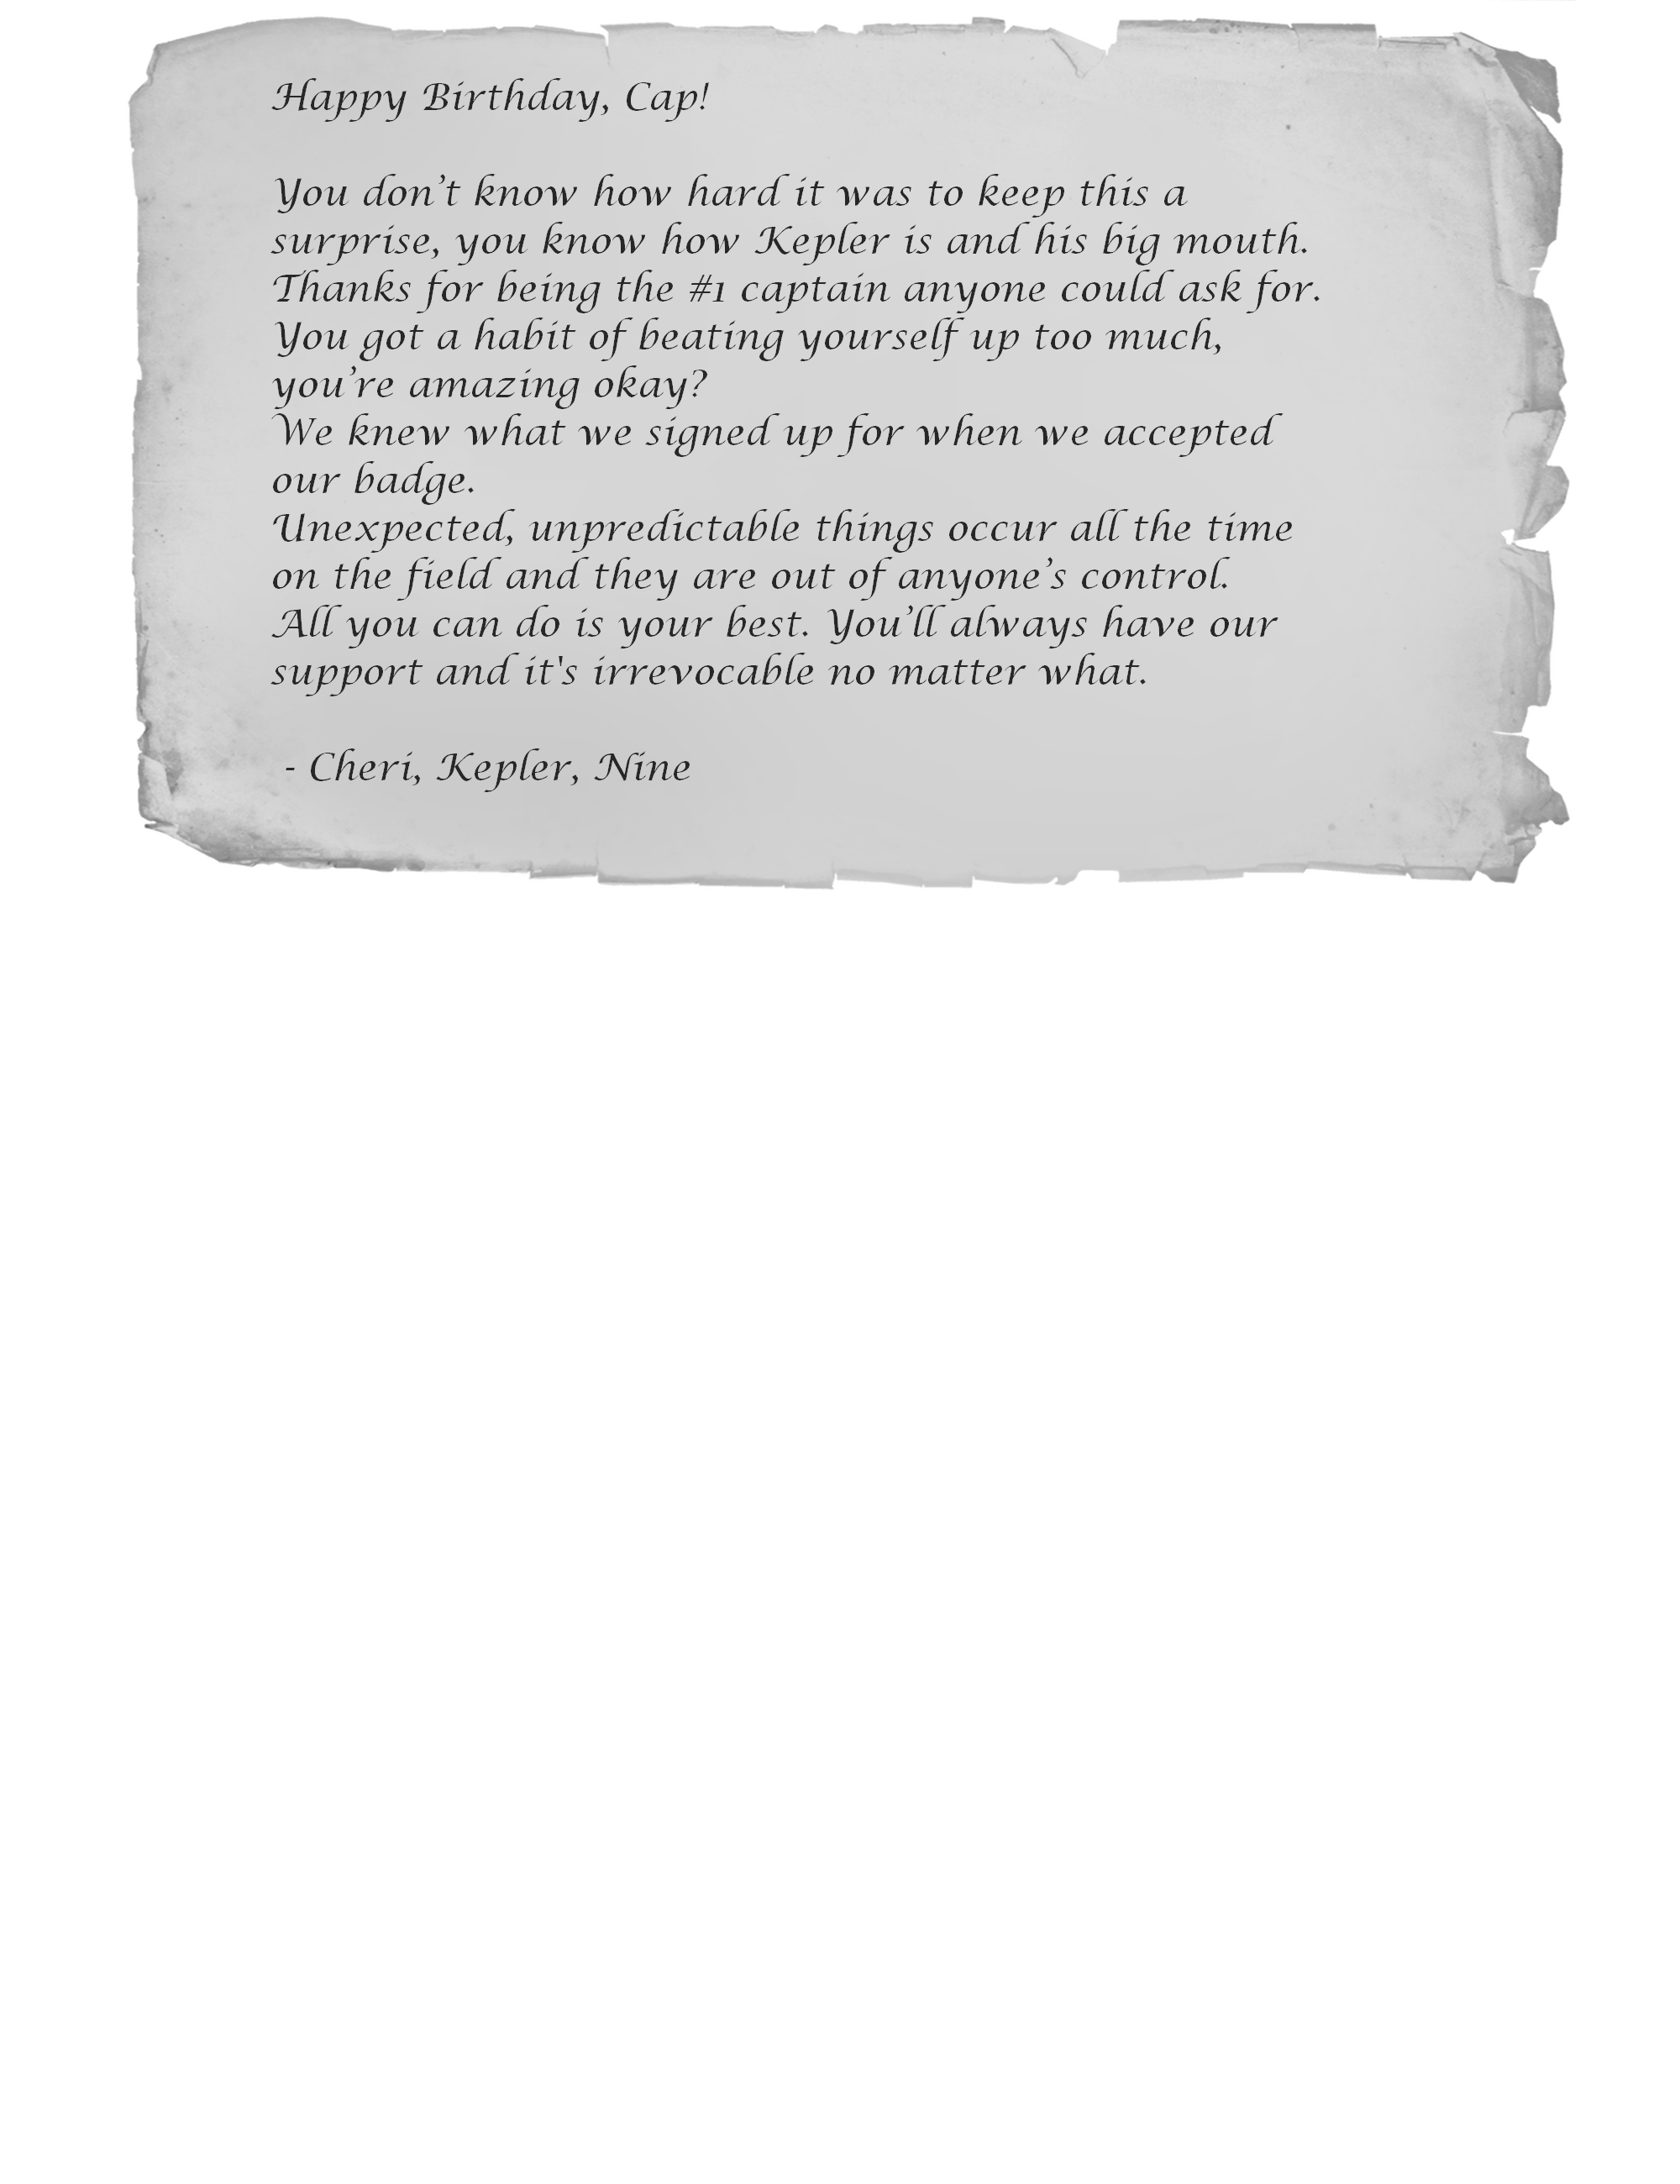 Happy Birthday, Cap!
You don’t know how hard it was to keep this a
surprise, you know how Kepler is and his big mouth.
Thanks for being the #1 captain anyone could ask for.
You got a habit of beating yourself up too much,
you’re amazing okay?
We knew what we signed up for when we accepted
our badge.
Unexpected, unpredictable things occur all the time
on the field and they are out of anyone’s control.
All you can do is your best. You’ll always have our
support and it's irrevocable no matter what.
- Cheri, Kepler, Nine